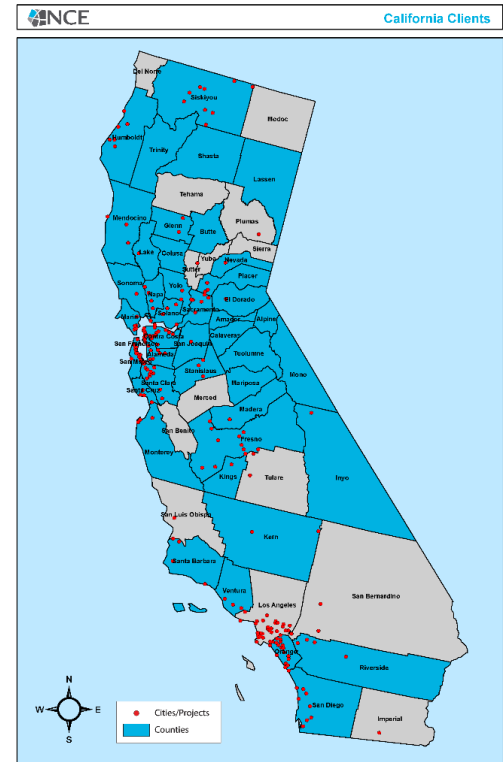 NCE
California Clients
Del Norte
Siskiyou
Modoc
Humboldt
Trinity
Shasta
Lassen
Tehama
Plumas
Mendocino
Glenn
Butte
Sierra
Lake
Colusa
Yuba
Nevada
Sutter
Placer
Sonoma
Napa
Yolo
El Dorado
Solano
Sacramento
Amador
Alpine
Marin
Calaveras
San Francisco
Contra Costa
San Joaquin
Tuolumne
Alameda
San Mateo
Mono
Stanislaus
Santa Clara
Mariposa
Santa Cruz
Merced
Madera
San Benito
Fresno
Monterey
Kings
Tulare
Inyo
San Luis Obispo
Kern
Santa Barbara
San Bernardino
Ventura
Los Angeles
Orange
Riverside
San Diego
Imperial
N
W
E
S
Cities/Projects
Counties